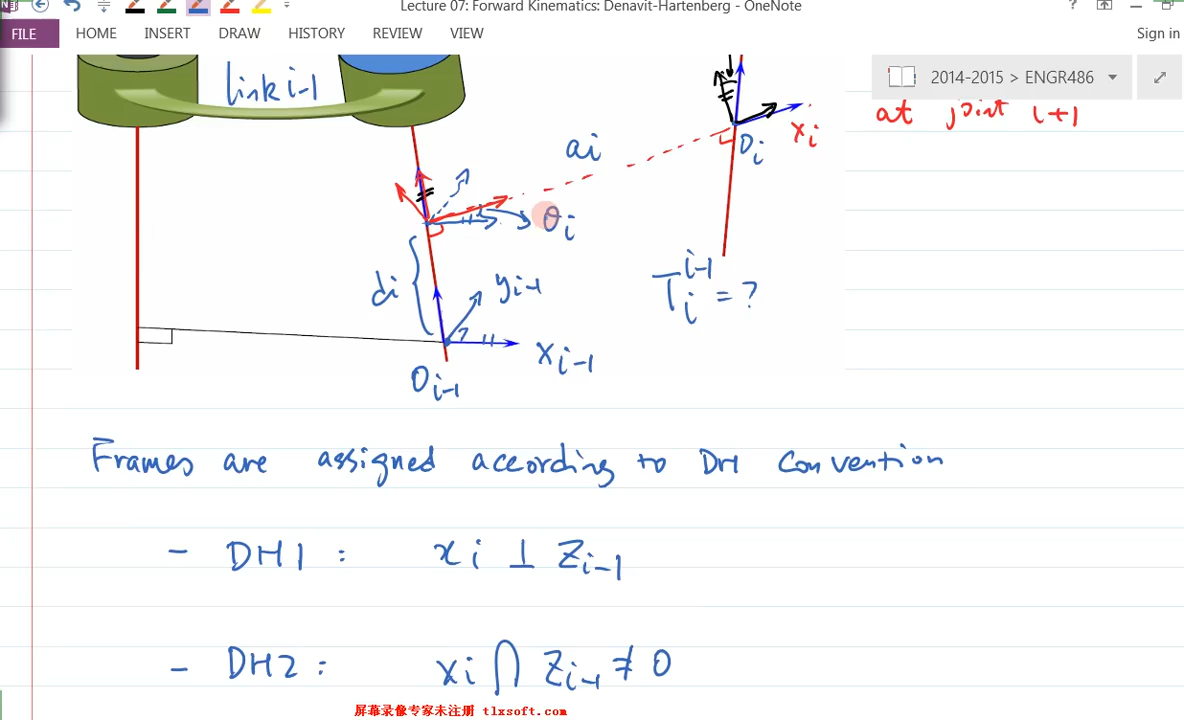 Lecture 07: Forward Kinematics: Denavit-Hartenberg - OneNote
FILE HOME INSERT DRAW HISTORY REVIEW VIEW Sign in
2014-2015 > ENGR486
link i-1
at joint i+1
ai
xi
Oi
θi
di
yi-1
Ti^i-1 = ?
xi-1
Oi-1
Frames are assigned according to DH convention
- DH1 : xi ⊥ zi-1
- DH2 : xi ⋂ zi-1 ≠ 0
屏幕录像专家未注册 tlxsoft.com